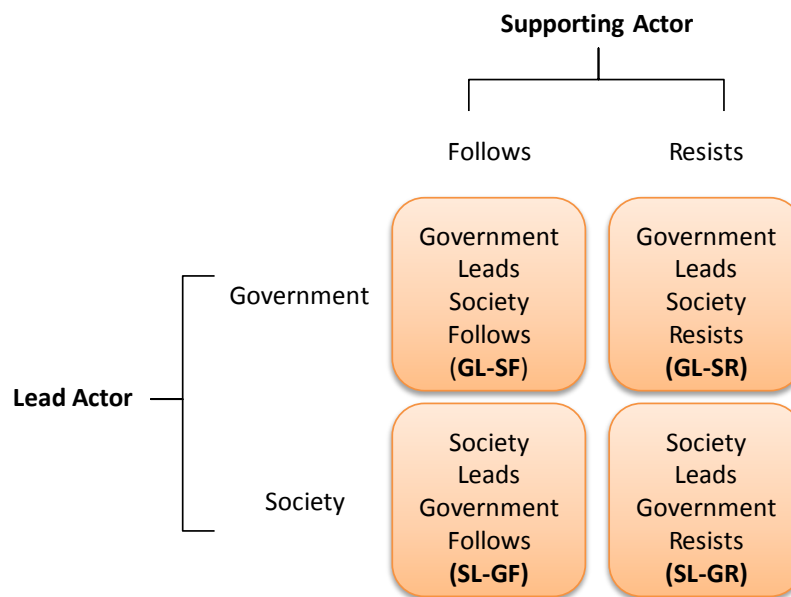 Supporting Actor
Follows
Resists
Government
Leads
Society
Follows
(GL-SF)
Government
Leads
Society
Resists
(GL-SR)
Government
Lead Actor
Society
Society
Leads
Government
Follows
(SL-GF)
Society
Leads
Government
Resists
(SL-GR)